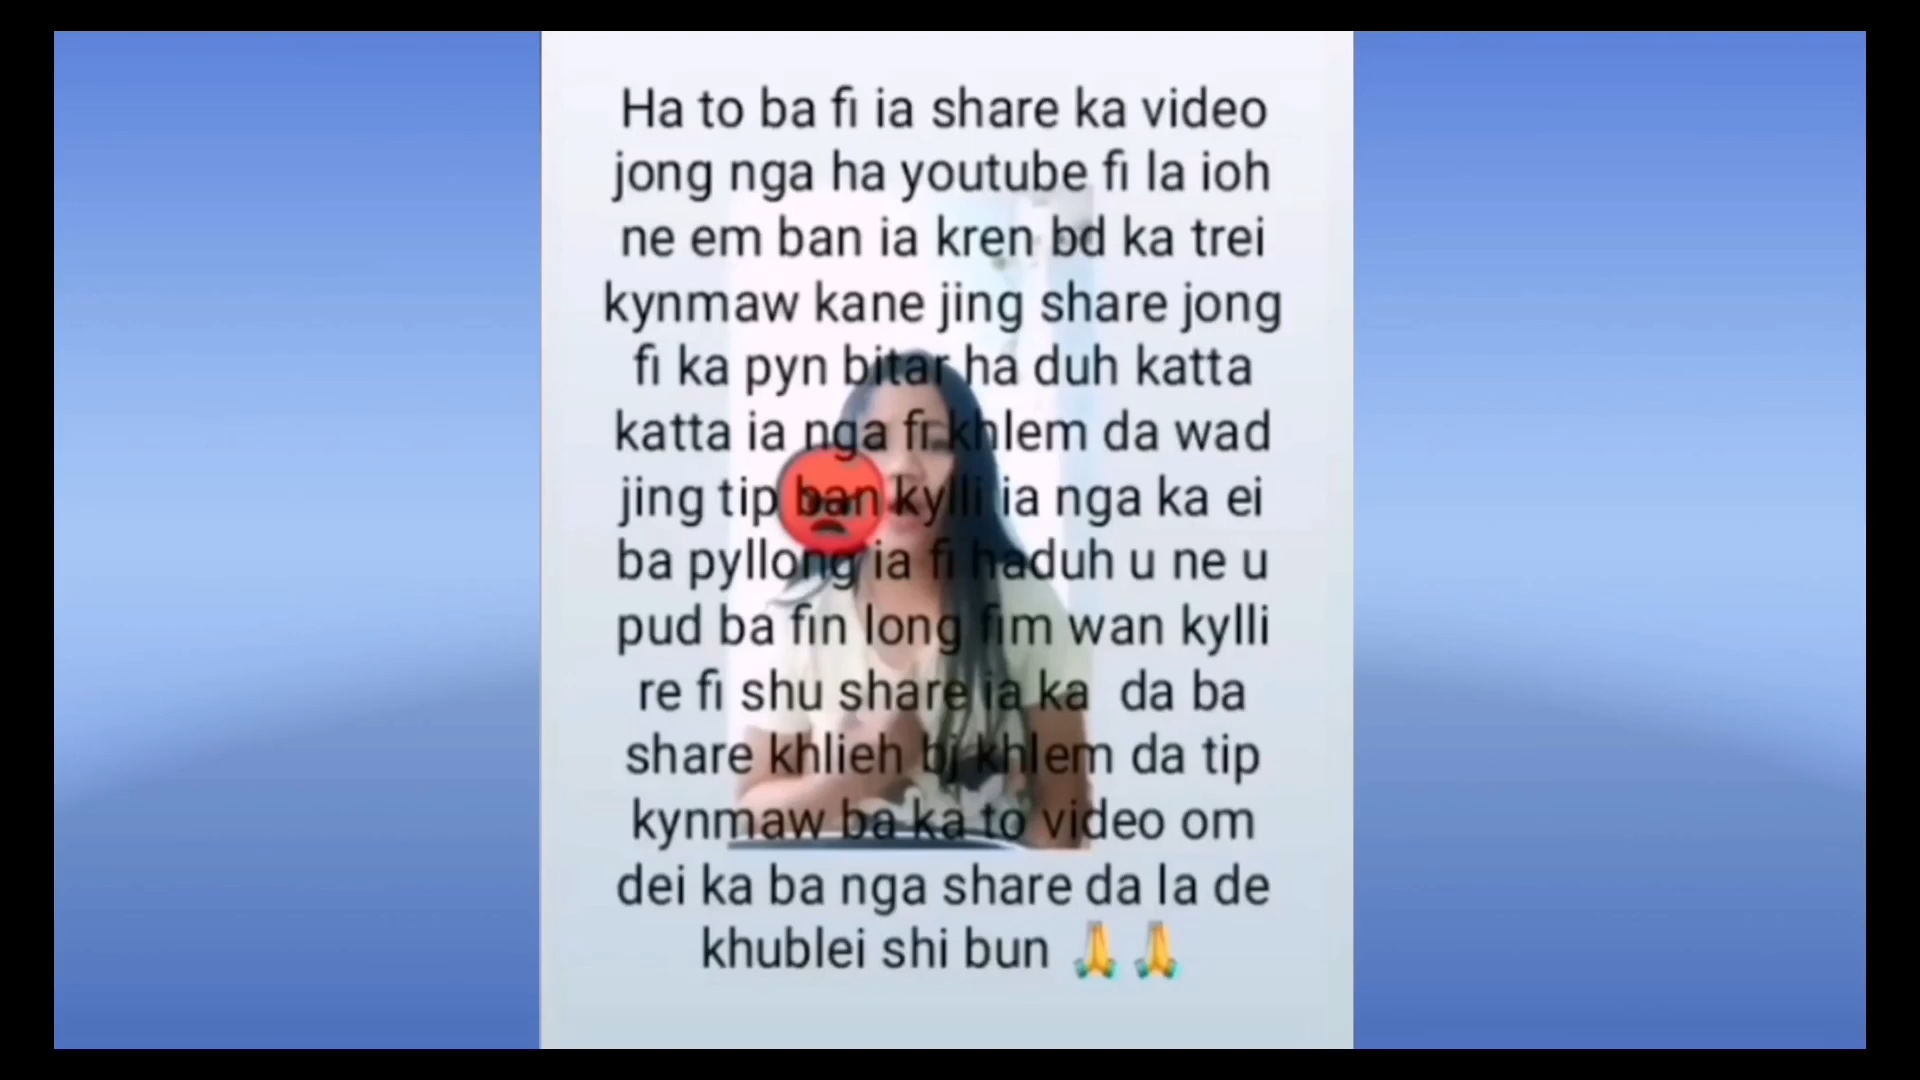 Ha to ba fi ia share ka video
jong nga ha youtube fi la ioh
ne em ban ia kren bd ka trei
kynmaw kane jing share jong
fi ka pyn bitar ha duh katta
katta ia nga fi khlem da wad
jing tip ban kylli ia nga ka ei
ba pyllong ia fi haduh u ne u
pud ba fin long fim wan kylli
re fi shu share ia ka da ba
share khlieh bj khlem da tip
kynmaw ba ka to video om
dei ka ba nga share da la de
khublei shi bun 🙏 🙏